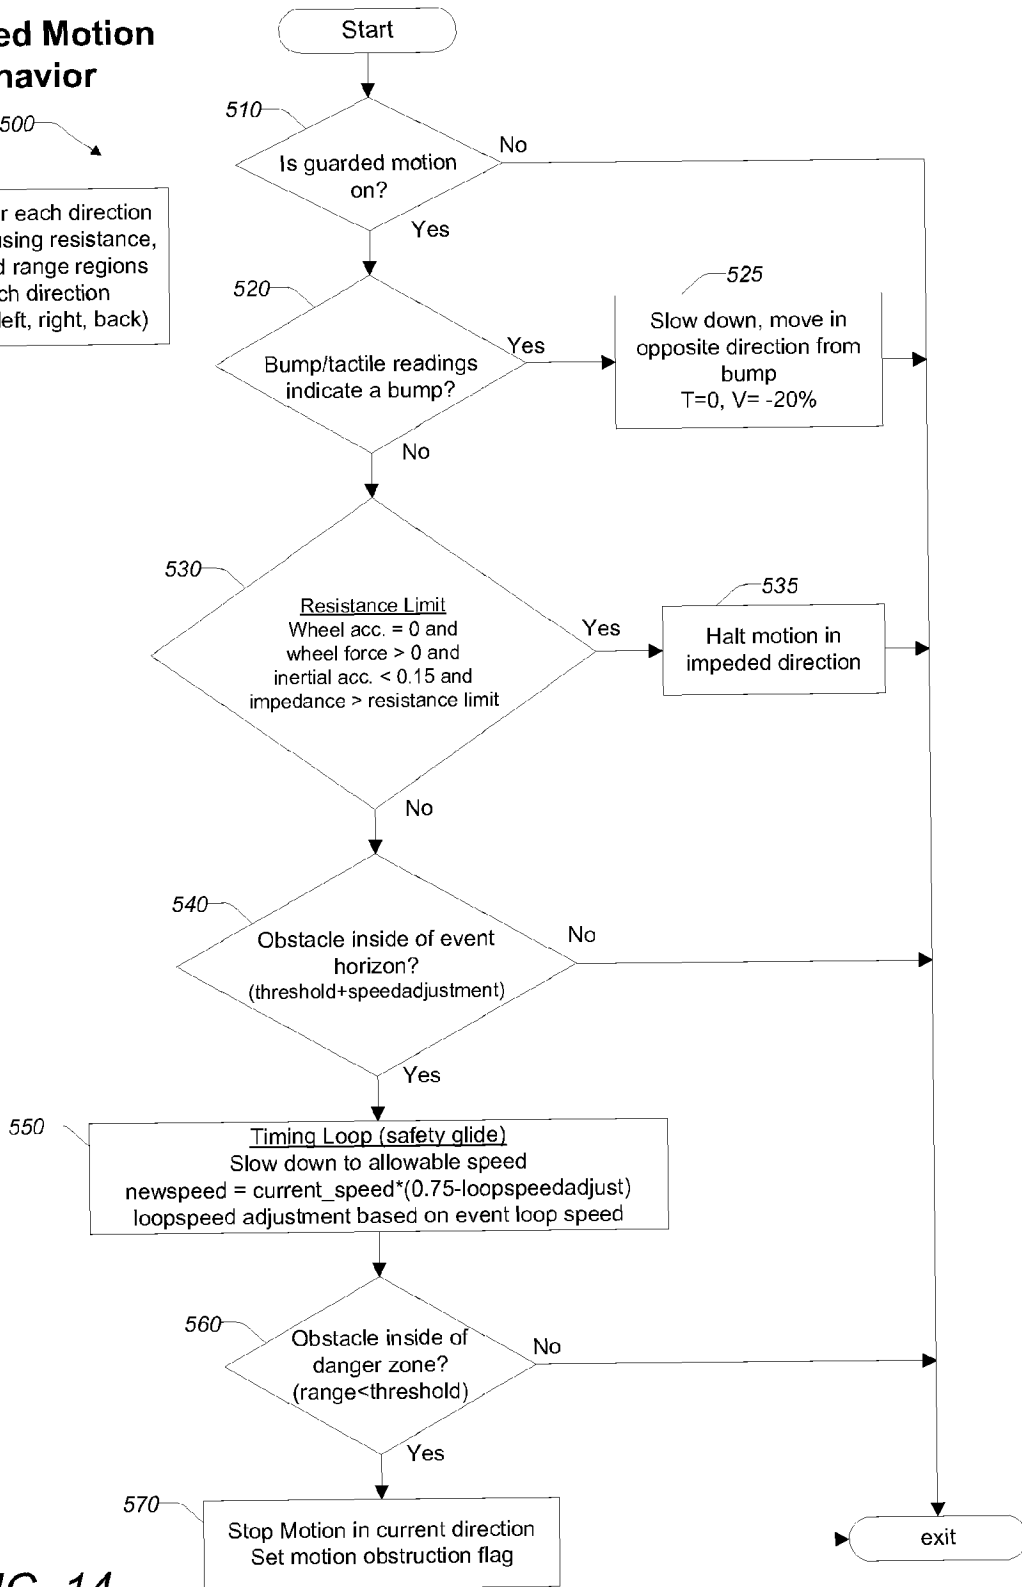 ed Motion
navior
500
r each direction
using resistance,
d range regions
ch direction
left, right, back)
Start
510
Is guarded motion
on?
No
Yes
520
Bump/tactile readings
indicate a bump?
Yes
525
Slow down, move in
opposite direction from
bump
T=0, V= -20%
No
530
Resistance Limit
Wheel acc. = 0 and
wheel force > 0 and
inertial acc. < 0.15 and
impedance > resistance limit
Yes
535
Halt motion in
impeded direction
No
540
Obstacle inside of event
horizon?
(threshold+speedadjustment)
No
Yes
550
Timing Loop (safety glide)
Slow down to allowable speed
newspeed = current_speed*(0.75-loopspeedadjust)
loopspeed adjustment based on event loop speed
560
Obstacle inside of
danger zone?
(range<threshold)
No
Yes
570
Stop Motion in current direction
Set motion obstruction flag
exit
IG. 14